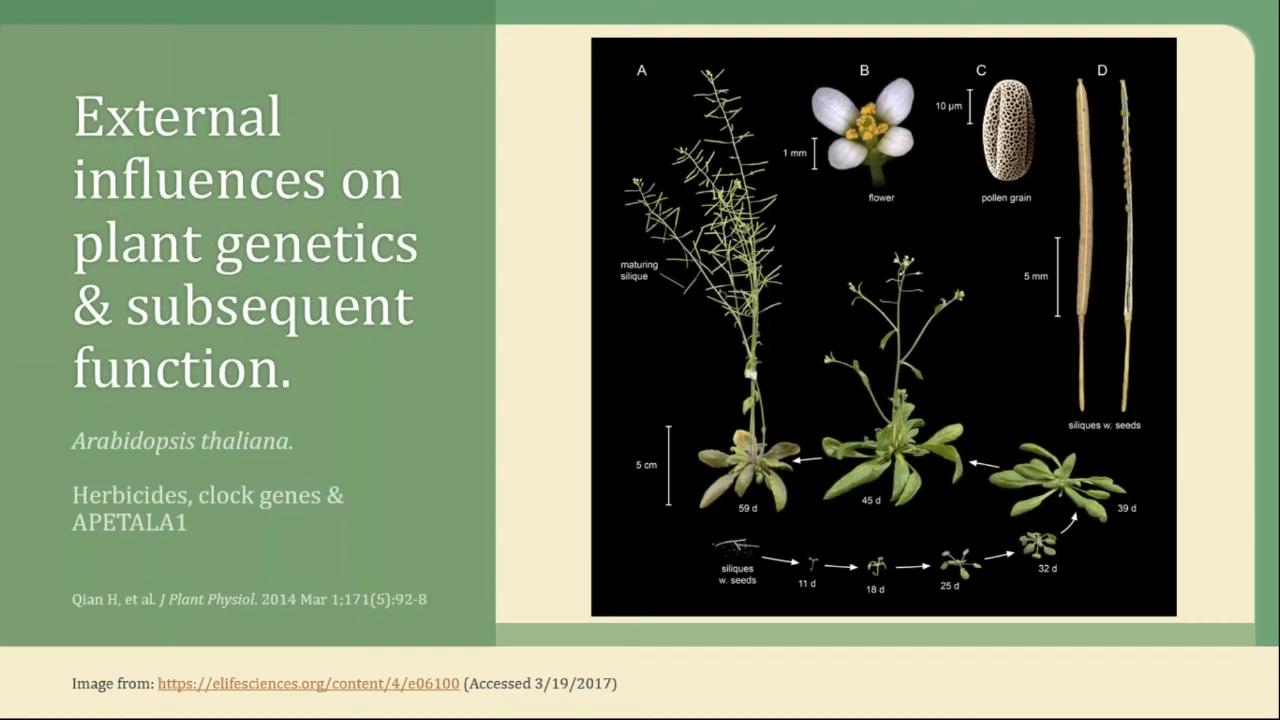 External
influences on
plant genetics
& subsequent
function.
Arabidopsis thaliana.
Herbicides, clock genes &
APETALA1
Qian H, et al. J Plant Physiol. 2014 Mar 1;171(5):92-8
A
B
C
D
10 µm
1 mm
flower
pollen grain
maturing
silique
5 mm
siliques w. seeds
5 cm
59 d
45 d
39 d
siliques
w. seeds
11 d
18 d
25 d
32 d
Image from: https://elifesciences.org/content/4/e06100 (Accessed 3/19/2017)